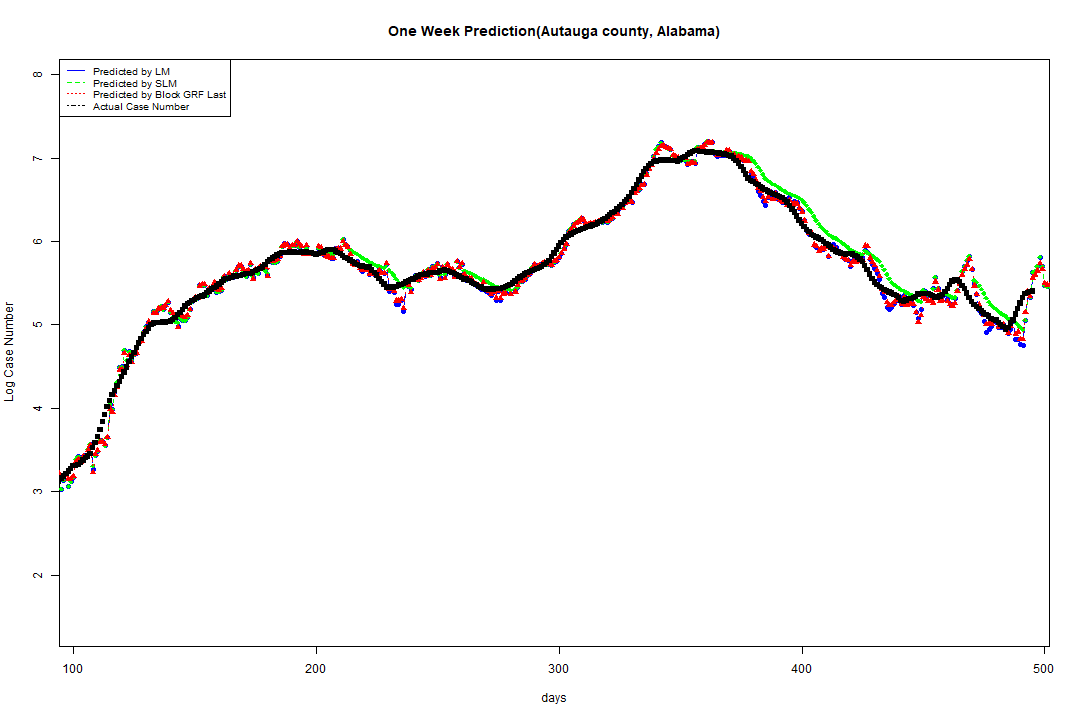 One Week Prediction(Autauga county, Alabama)
Predicted by LM
Predicted by SLM
Predicted by Block GRF Last
Actual Case Number
8
7
6
5
4
3
2
Log Case Number
100 200 300 400 500
days